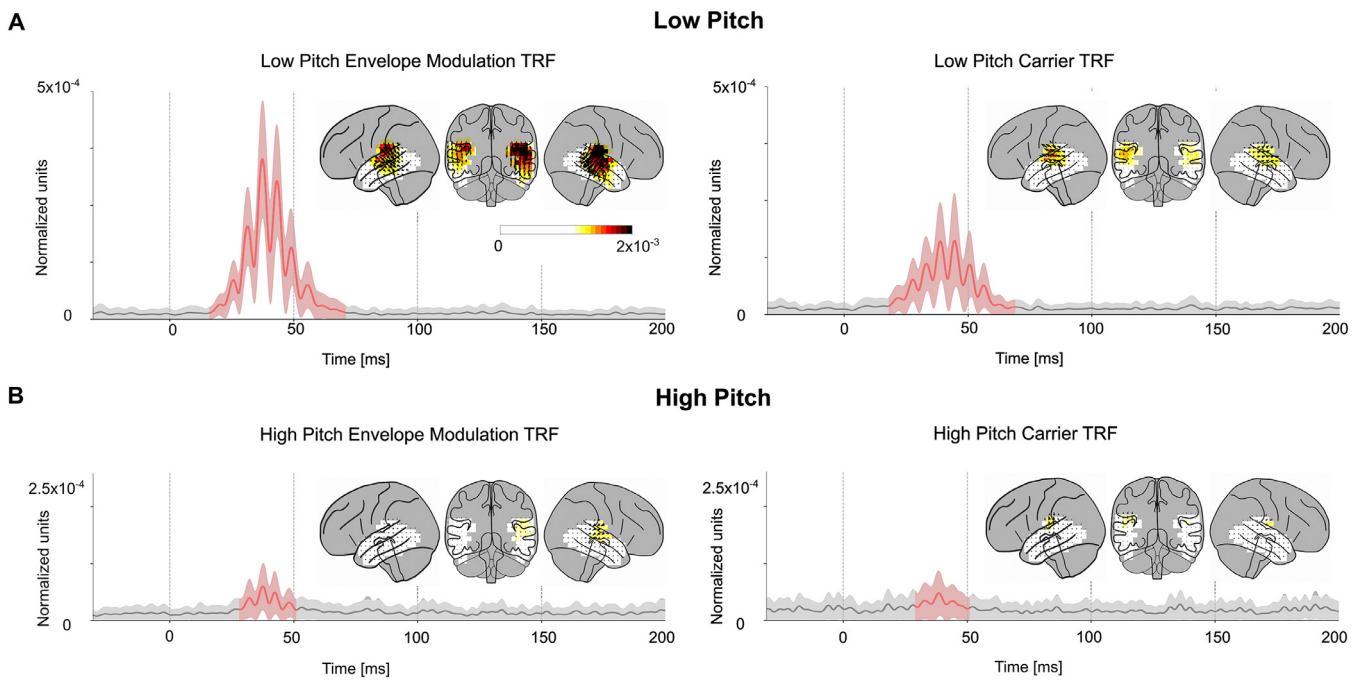 A
Low Pitch
Low Pitch Envelope Modulation TRF
5x10⁻⁴
Normalized units
0
0
50
100
150
200
Time [ms]
0
2x10⁻³
Low Pitch Carrier TRF
5x10⁻⁴
Normalized units
0
0
50
100
150
200
Time [ms]
B
High Pitch
High Pitch Envelope Modulation TRF
2.5x10⁻⁴
Normalized units
0
0
50
100
150
200
Time [ms]
High Pitch Carrier TRF
2.5x10⁻⁴
Normalized units
0
0
50
100
150
200
Time [ms]